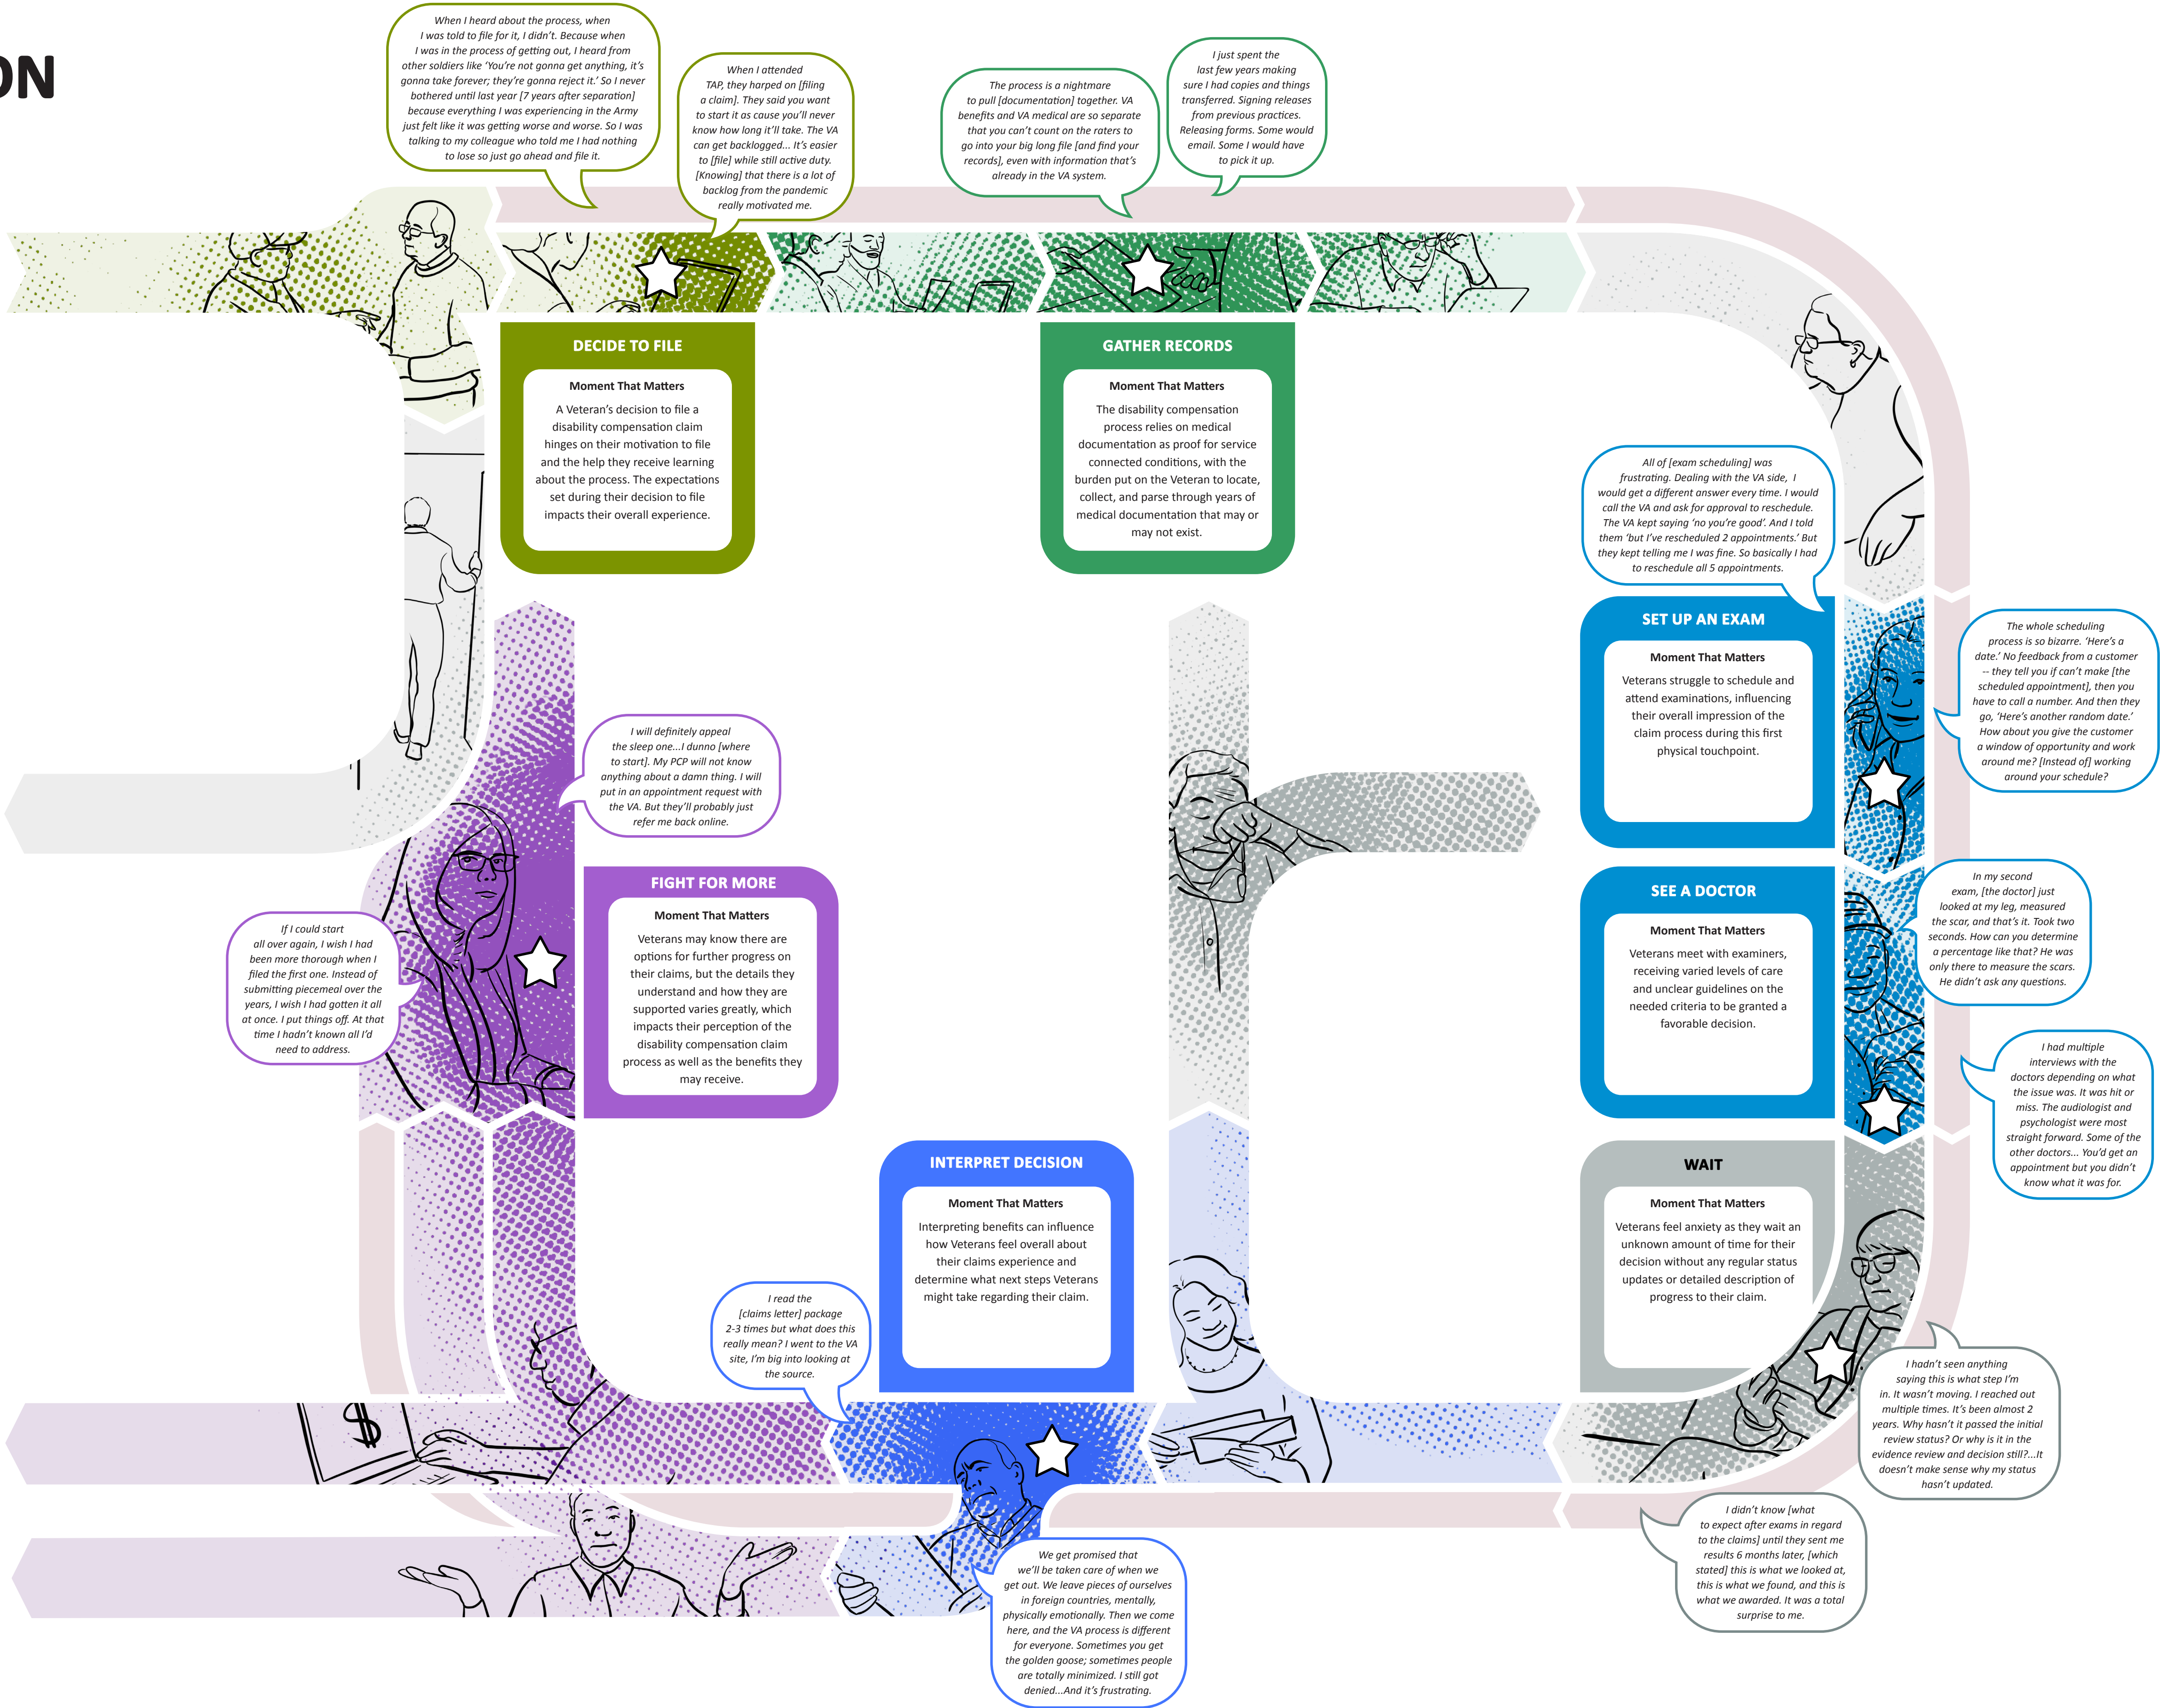 ON
When I heard about the process, when
I was told to file for it, I didn't. Because when
I was in the process of getting out, I heard from
other soldiers like 'You're not gonna get anything, it's
gonna take forever; they're gonna reject it.' So I never
bothered until last year [7 years after separation]
because everything I was experiencing in the Army
just felt like it was getting worse and worse. So I was
talking to my colleague who told me I had nothing
to lose so just go ahead and file it.
When I attended
TAP, they harped on [filing
a claim]. They said you want
to start it as cause you'll never
know how long it'll take. The VA
can get backlogged... It's easier
to [file] while still active duty.
[Knowing] that there is a lot of
backlog from the pandemic
really motivated me.
The process is a nightmare
to pull [documentation] together. VA
benefits and VA medical are so separate
that you can't count on the raters to
go into your big long file [and find your
records], even with information that's
already in the VA system.
I just spent the
last few years making
sure I had copies and things
transferred. Signing releases
from previous practices.
Releasing forms. Some would
email. Some I would have
to pick it up.
DECIDE TO FILE
Moment That Matters
A Veteran's decision to file a
disability compensation claim
hinges on their motivation to file
and the help they receive learning
about the process. The expectations
set during their decision to file
impacts their overall experience.
GATHER RECORDS
Moment That Matters
The disability compensation
process relies on medical
documentation as proof for service
connected conditions, with the
burden put on the Veteran to locate,
collect, and parse through years of
medical documentation that may or
may not exist.
All of [exam scheduling] was
frustrating. Dealing with the VA side, I
would get a different answer every time. I would
call the VA and ask for approval to reschedule.
The VA kept saying 'no you're good'. And I told
them 'but I've rescheduled 2 appointments.' But
they kept telling me I was fine. So basically I had
to reschedule all 5 appointments.
SET UP AN EXAM
Moment That Matters
Veterans struggle to schedule and
attend examinations, influencing
their overall impression of the
claim process during this first
physical touchpoint.
The whole scheduling
process is so bizarre. 'Here's a
date.' No feedback from a customer
-- they tell you if can't make [the
scheduled appointment], then you
have to call a number. And then they
go, 'Here's another random date.'
How about you give the customer
a window of opportunity and work
around me? [Instead of] working
around your schedule?
I will definitely appeal
the sleep one...I dunno [where
to start]. My PCP will not know
anything about a damn thing. I will
put in an appointment request with
the VA. But they'll probably just
refer me back online.
FIGHT FOR MORE
Moment That Matters
Veterans may know there are
options for further progress on
their claims, but the details they
understand and how they are
supported varies greatly, which
impacts their perception of the
disability compensation claim
process as well as the benefits they
may receive.
If I could start
all over again, I wish I had
been more thorough when I
filed the first one. Instead of
submitting piecemeal over the
years, I wish I had gotten it all
at once. I put things off. At that
time I hadn't known all I'd
need to address.
SEE A DOCTOR
Moment That Matters
Veterans meet with examiners,
receiving varied levels of care
and unclear guidelines on the
needed criteria to be granted a
favorable decision.
In my second
exam, [the doctor] just
looked at my leg, measured
the scar, and that's it. Took two
seconds. How can you determine
a percentage like that? He was
only there to measure the scars.
He didn't ask any questions.
I had multiple
interviews with the
doctors depending on what
the issue was. It was hit or
miss. The audiologist and
psychologist were most
straight forward. Some of the
other doctors... You'd get an
appointment but you didn't
know what it was for.
INTERPRET DECISION
Moment That Matters
Interpreting benefits can influence
how Veterans feel overall about
their claims experience and
determine what next steps Veterans
might take regarding their claim.
WAIT
Moment That Matters
Veterans feel anxiety as they wait an
unknown amount of time for their
decision without any regular status
updates or detailed description of
progress to their claim.
I read the
[claims letter] package
2-3 times but what does this
really mean? I went to the VA
site, I'm big into looking at
the source.
I hadn't seen anything
saying this is what step I'm
in. It wasn't moving. I reached out
multiple times. It's been almost 2
years. Why hasn't it passed the initial
review status? Or why is it in the
evidence review and decision still?...It
doesn't make sense why my status
hasn't updated.
$
I didn't know [what
to expect after exams in regard
to the claims] until they sent me
results 6 months later, [which
stated] this is what we looked at,
this is what we found, and this is
what we awarded. It was a total
surprise to me.
We get promised that
we'll be taken care of when we
get out. We leave pieces of ourselves
in foreign countries, mentally,
physically emotionally. Then we come
here, and the VA process is different
for everyone. Sometimes you get
the golden goose; sometimes people
are totally minimized. I still got
denied...And it's frustrating.